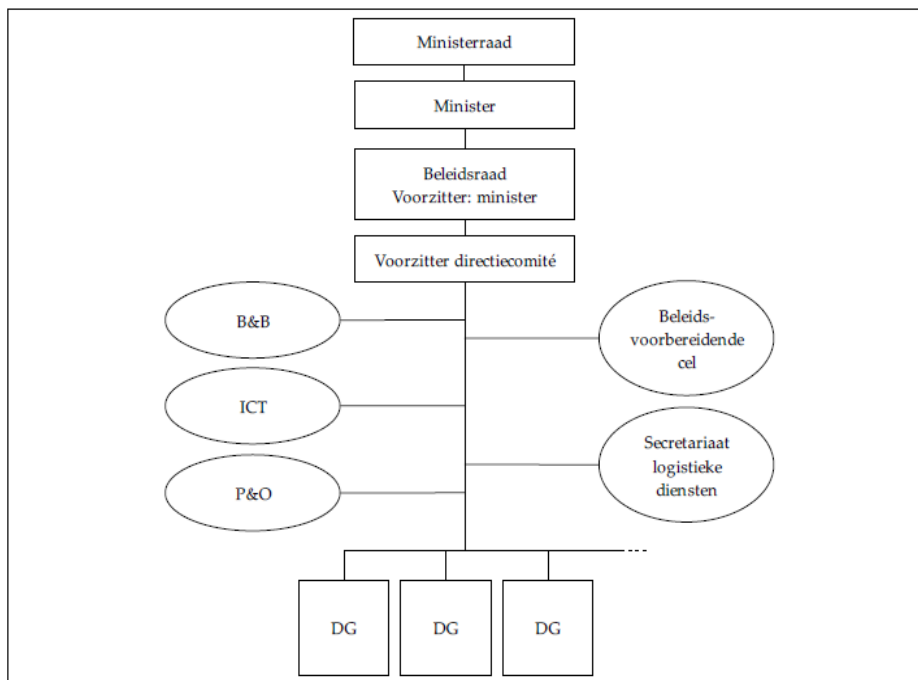 Ministerraad
Minister
Beleidsraad
Voorzitter: minister
Voorzitter directiecomité
B&B
Beleids-
voorbereidende
cel
ICT
Secretariaat
logistieke
diensten
P&O
DG
DG
DG